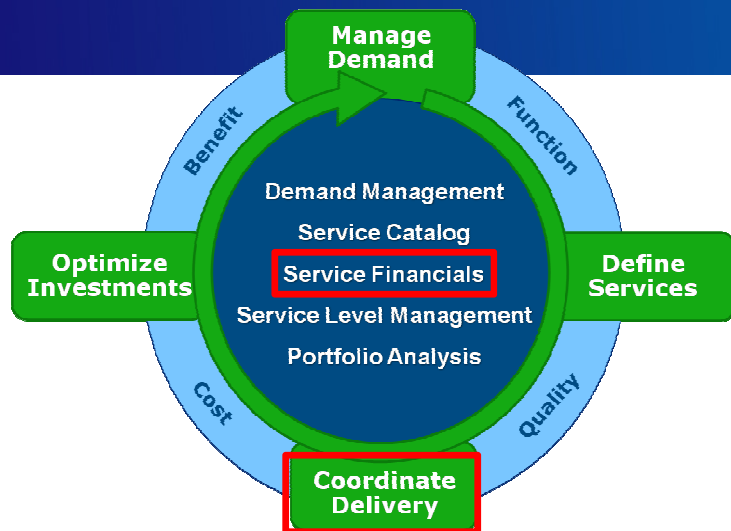 Manage
Demand
Benefit
Function
Demand Management
Service Catalog
Optimize
Investments
Service Financials
Define
Services
Service Level Management
Portfolio Analysis
Cost
Quality
Coordinate
Delivery